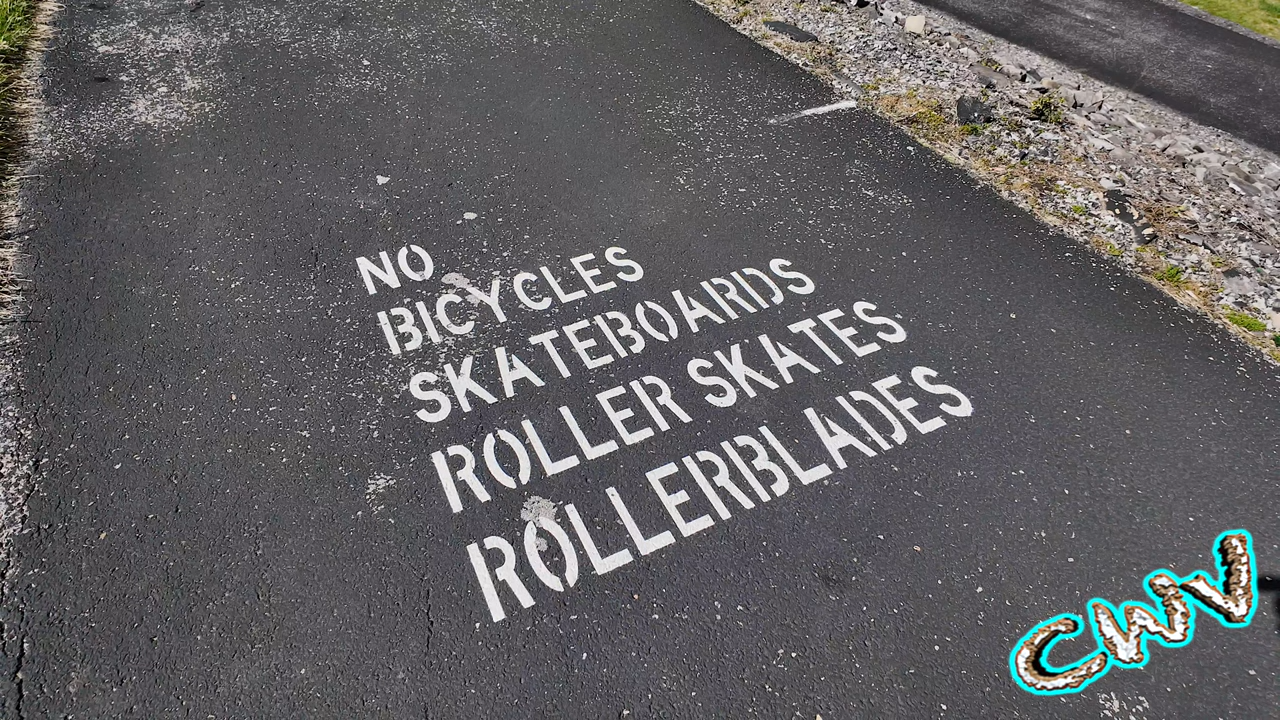 NO
BICYCLES
SKATEBOARDS
ROLLER SKATES
ROLLERBLADES
CWV